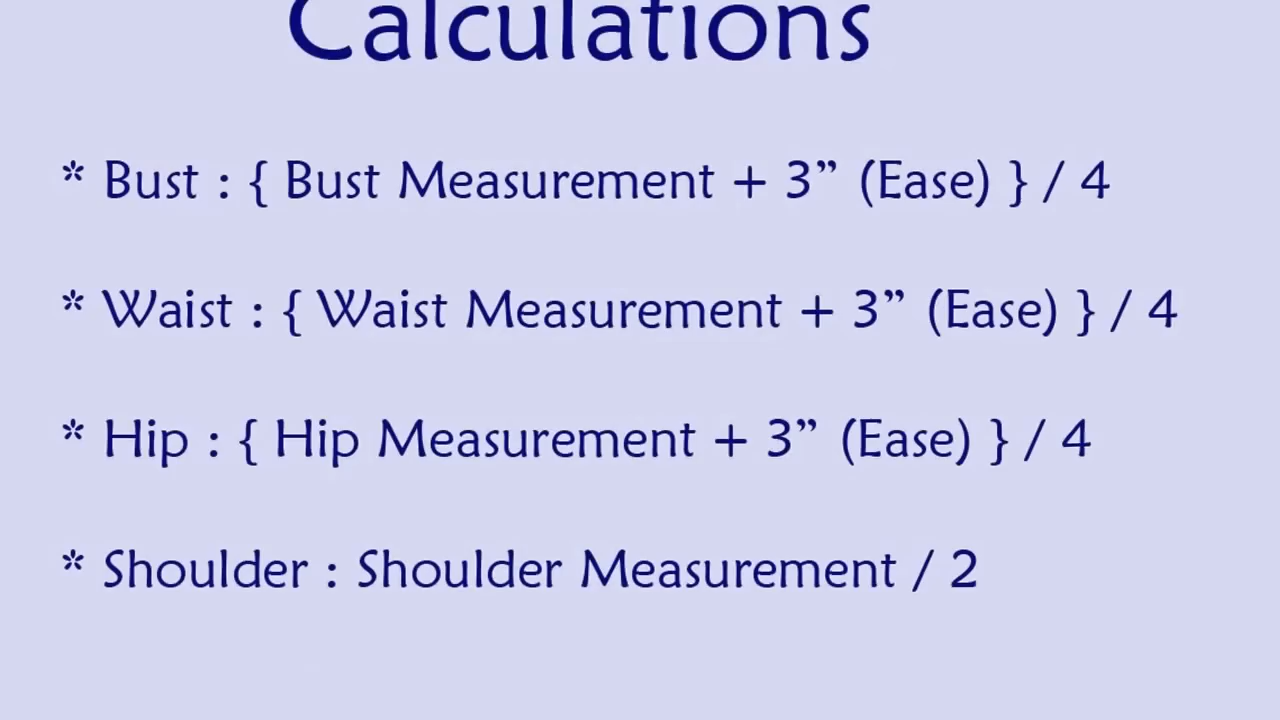 Calculations
* Bust : { Bust Measurement + 3” (Ease) } / 4
* Waist : { Waist Measurement + 3” (Ease) } / 4
* Hip : { Hip Measurement + 3” (Ease) } / 4
* Shoulder : Shoulder Measurement / 2